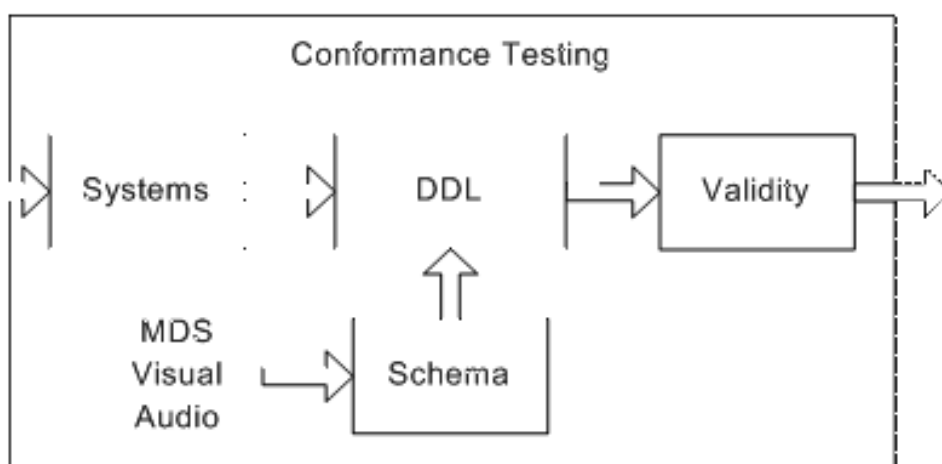 Conformance Testing
Systems
DDL
Validity
MDS
Visual
Audio
Schema